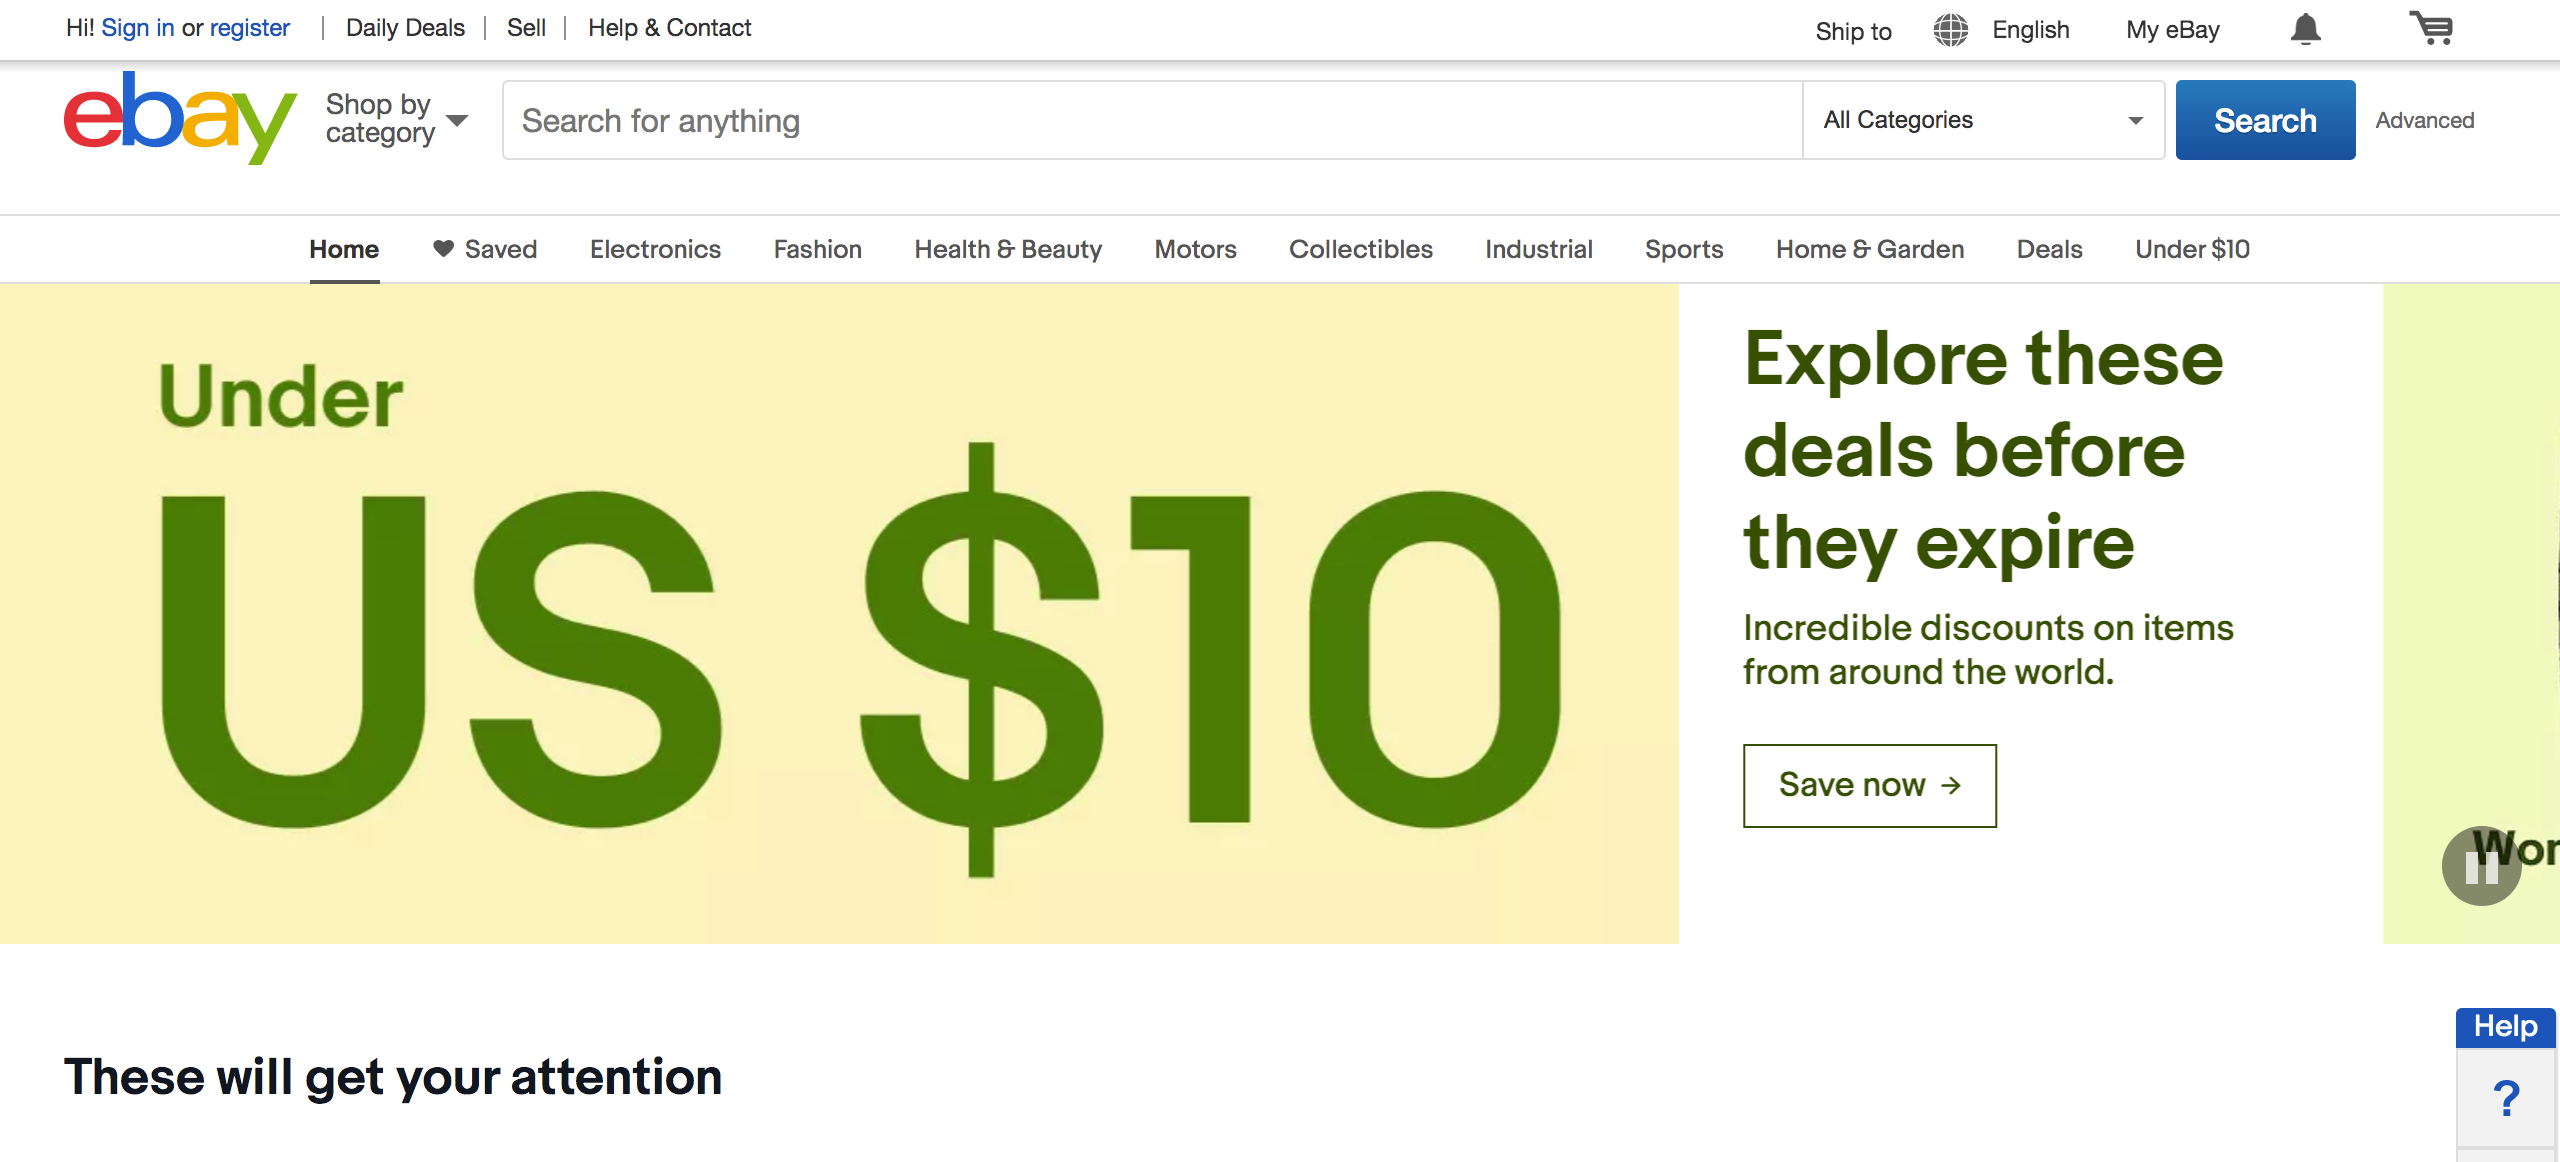 Hi! Sign in or register
Daily Deals
Sell
Help & Contact
Ship to
English
My eBay
ebay
Shop by
category
Search for anything
All Categories
Search
Advanced
Home
Saved
Electronics
Fashion
Health & Beauty
Motors
Collectibles
Industrial
Sports
Home & Garden
Deals
Under $10
Under
US $10
Explore these
deals before
they expire
Incredible discounts on items
from around the world.
Save now →
These will get your attention
Help
?